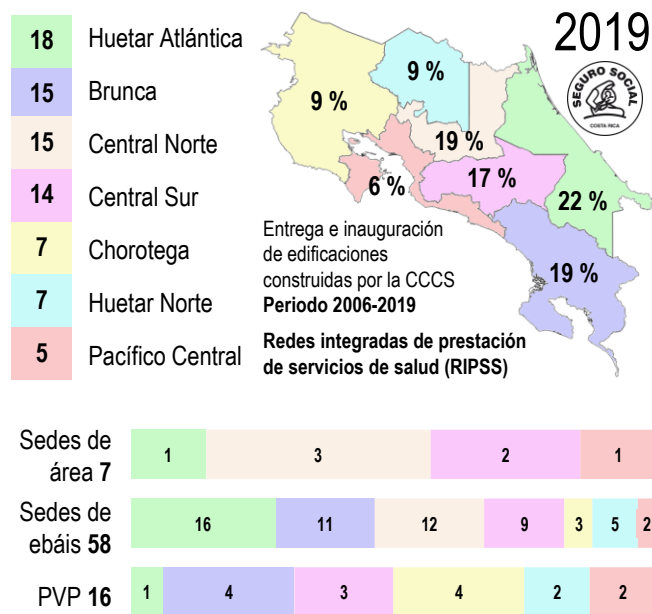 2019
18 Huetar Atlántica
15 Brunca
15 Central Norte
14 Central Sur
7 Chorotega
7 Huetar Norte
5 Pacífico Central
9 %
9 %
19 %
6 %
17 %
22 %
19 %
SEGURO SOCIAL
COSTA RICA
Entrega e inauguración
de edificaciones
construidas por la CCCS
Periodo 2006-2019
Redes integradas de prestación
de servicios de salud (RIPSS)
Sedes de
área 7
1 3 2 1
Sedes de
ebáis 58
16 11 12 9 3 5 2
PVP 16
1 4 3 4 2 2